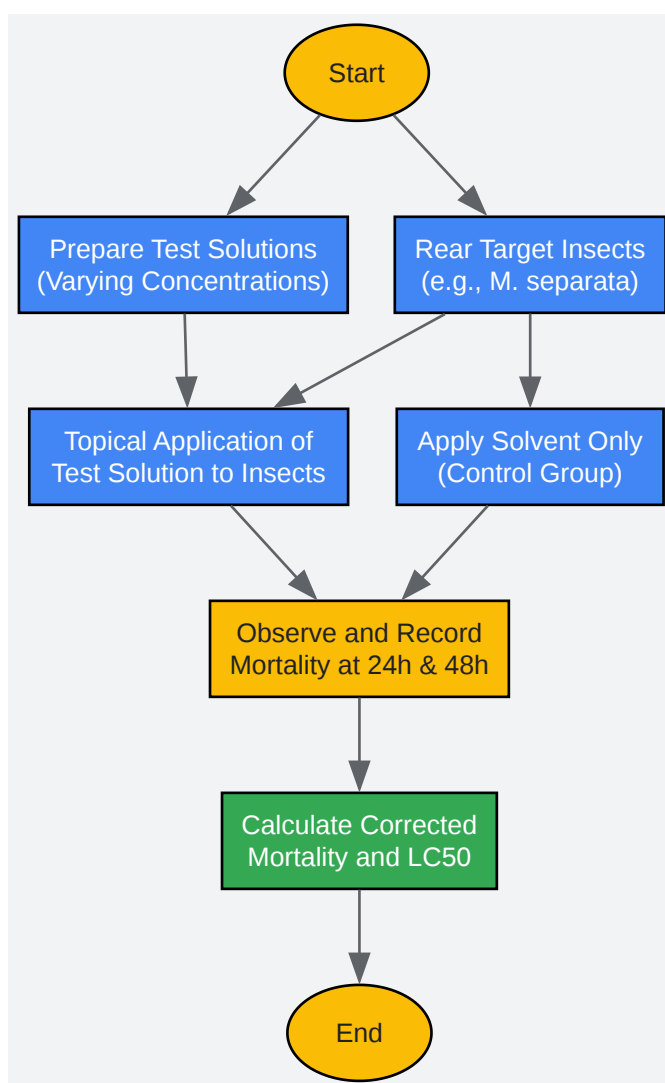 Start
Prepare Test Solutions
(Varying Concentrations)
Rear Target Insects
(e.g., M. separata)
Topical Application of
Test Solution to Insects
Apply Solvent Only
(Control Group)
Observe and Record
Mortality at 24h & 48h
Calculate Corrected
Mortality and LC50
End